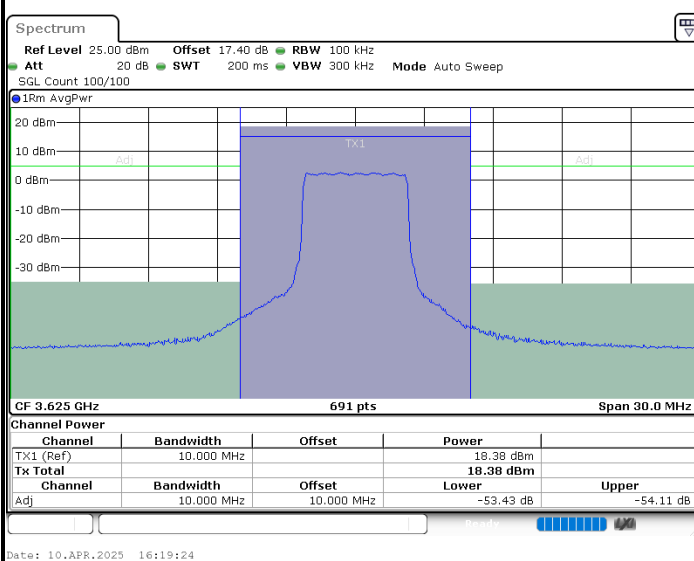 Spectrum
Ref Level 25.00 dBm Offset 17.40 dB RBW 100 kHz
Att 20 dB SWT 200 ms VBW 300 kHz Mode Auto Sweep
SGL Count 100/100
1Rm AvgPwr
20 dBm
TX1
10 dBm
Adj Adj
0 dBm
-10 dBm
-20 dBm
-30 dBm
CF 3.625 GHz 691 pts Span 30.0 MHz
Channel Power
Channel Bandwidth Offset Power
TX1 (Ref) 10.000 MHz 18.38 dBm
Tx Total 18.38 dBm
Channel Bandwidth Offset Lower Upper
Adj 10.000 MHz 10.000 MHz -53.43 dB -54.11 dB
Ready
Date: 10.APR.2025 16:19:24